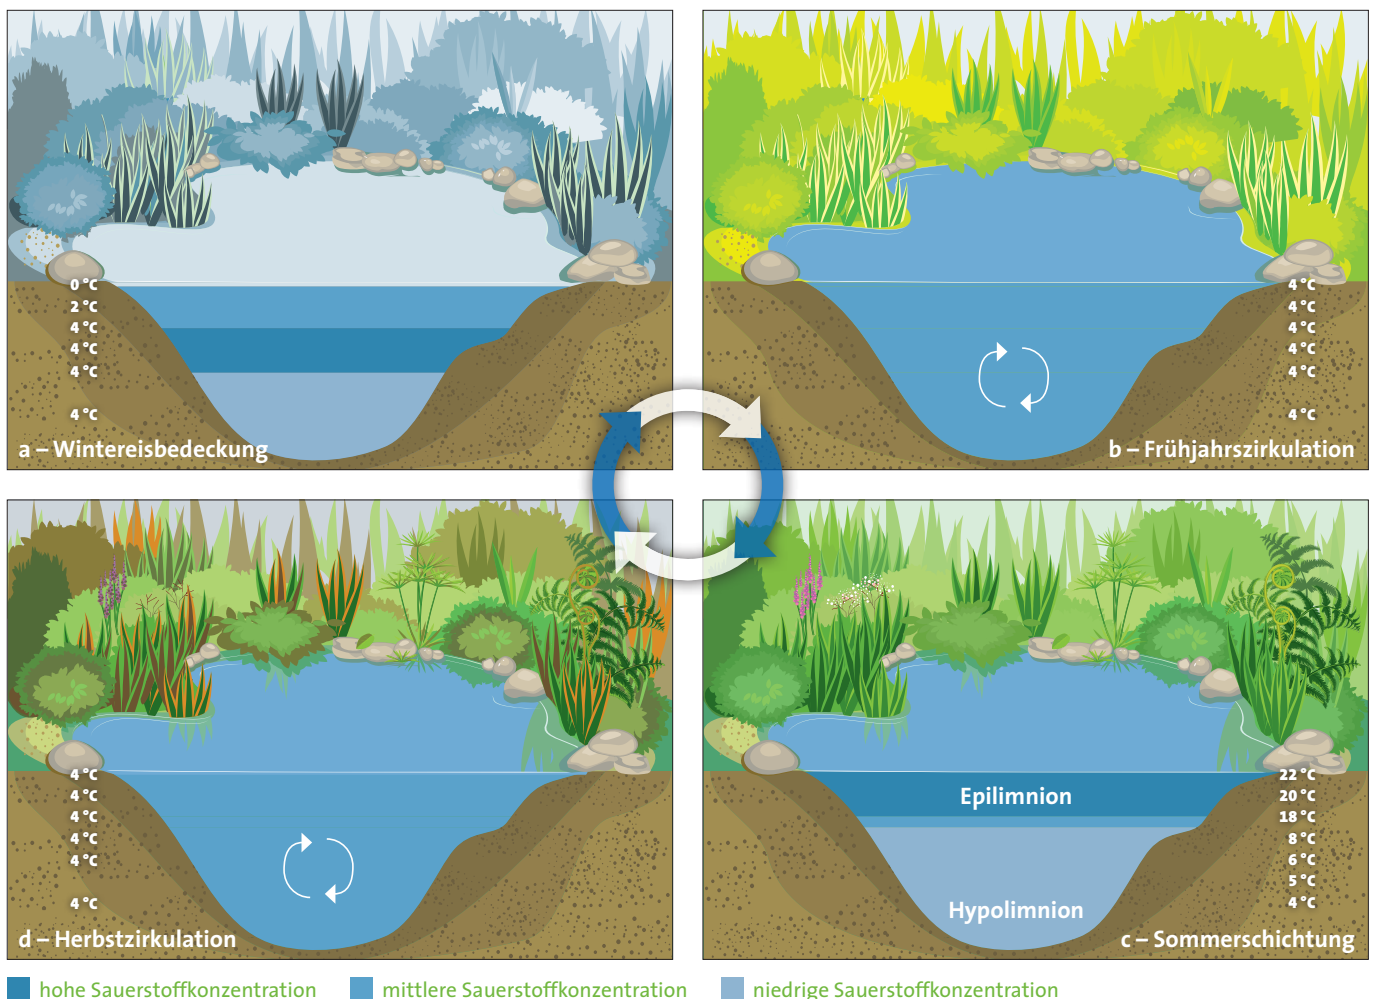 0 °C
2 °C
4 °C
4 °C
4 °C
4 °C
a – Wintereisbedeckung
4 °C
4 °C
4 °C
4 °C
4 °C
4 °C
b – Frühjahrszirkulation
4 °C
4 °C
4 °C
4 °C
4 °C
4 °C
d – Herbstzirkulation
Epilimnion
22 °C
20 °C
18 °C
8 °C
6 °C
5 °C
4 °C
Hypolimnion
c – Sommerschichtung
hohe Sauerstoffkonzentration
mittlere Sauerstoffkonzentration
niedrige Sauerstoffkonzentration